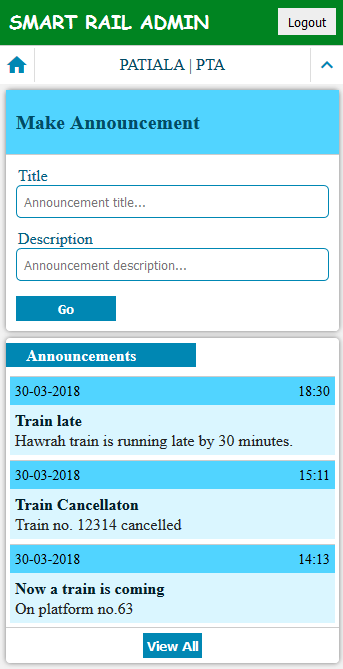 SMART RAIL ADMIN Logout
PATIALA | PTA
Make Announcement
Title
Announcement title...
Description
Announcement description...
Go
Announcements
30-03-2018 18:30
Train late
Hawrah train is running late by 30 minutes.
30-03-2018 15:11
Train Cancellaton
Train no. 12314 cancelled
30-03-2018 14:13
Now a train is coming
On platform no.63
View All